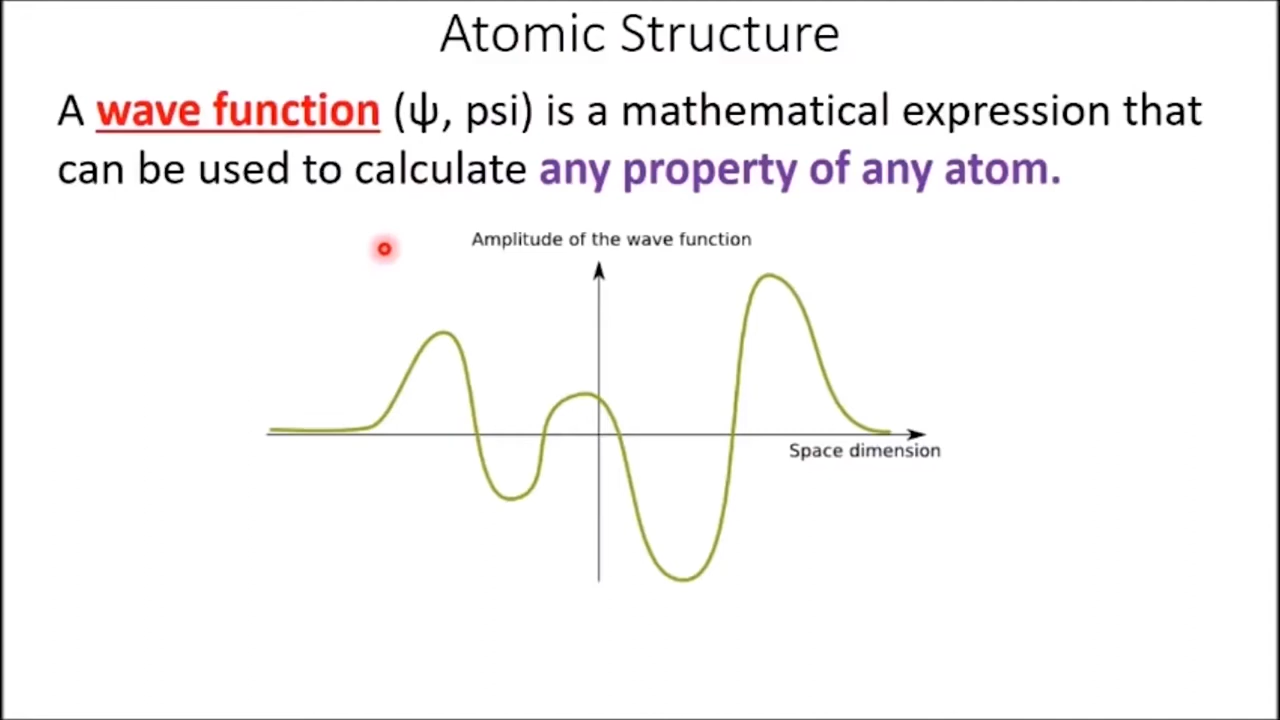 Atomic Structure
A wave function (ψ, psi) is a mathematical expression that
can be used to calculate any property of any atom.
Amplitude of the wave function
Space dimension